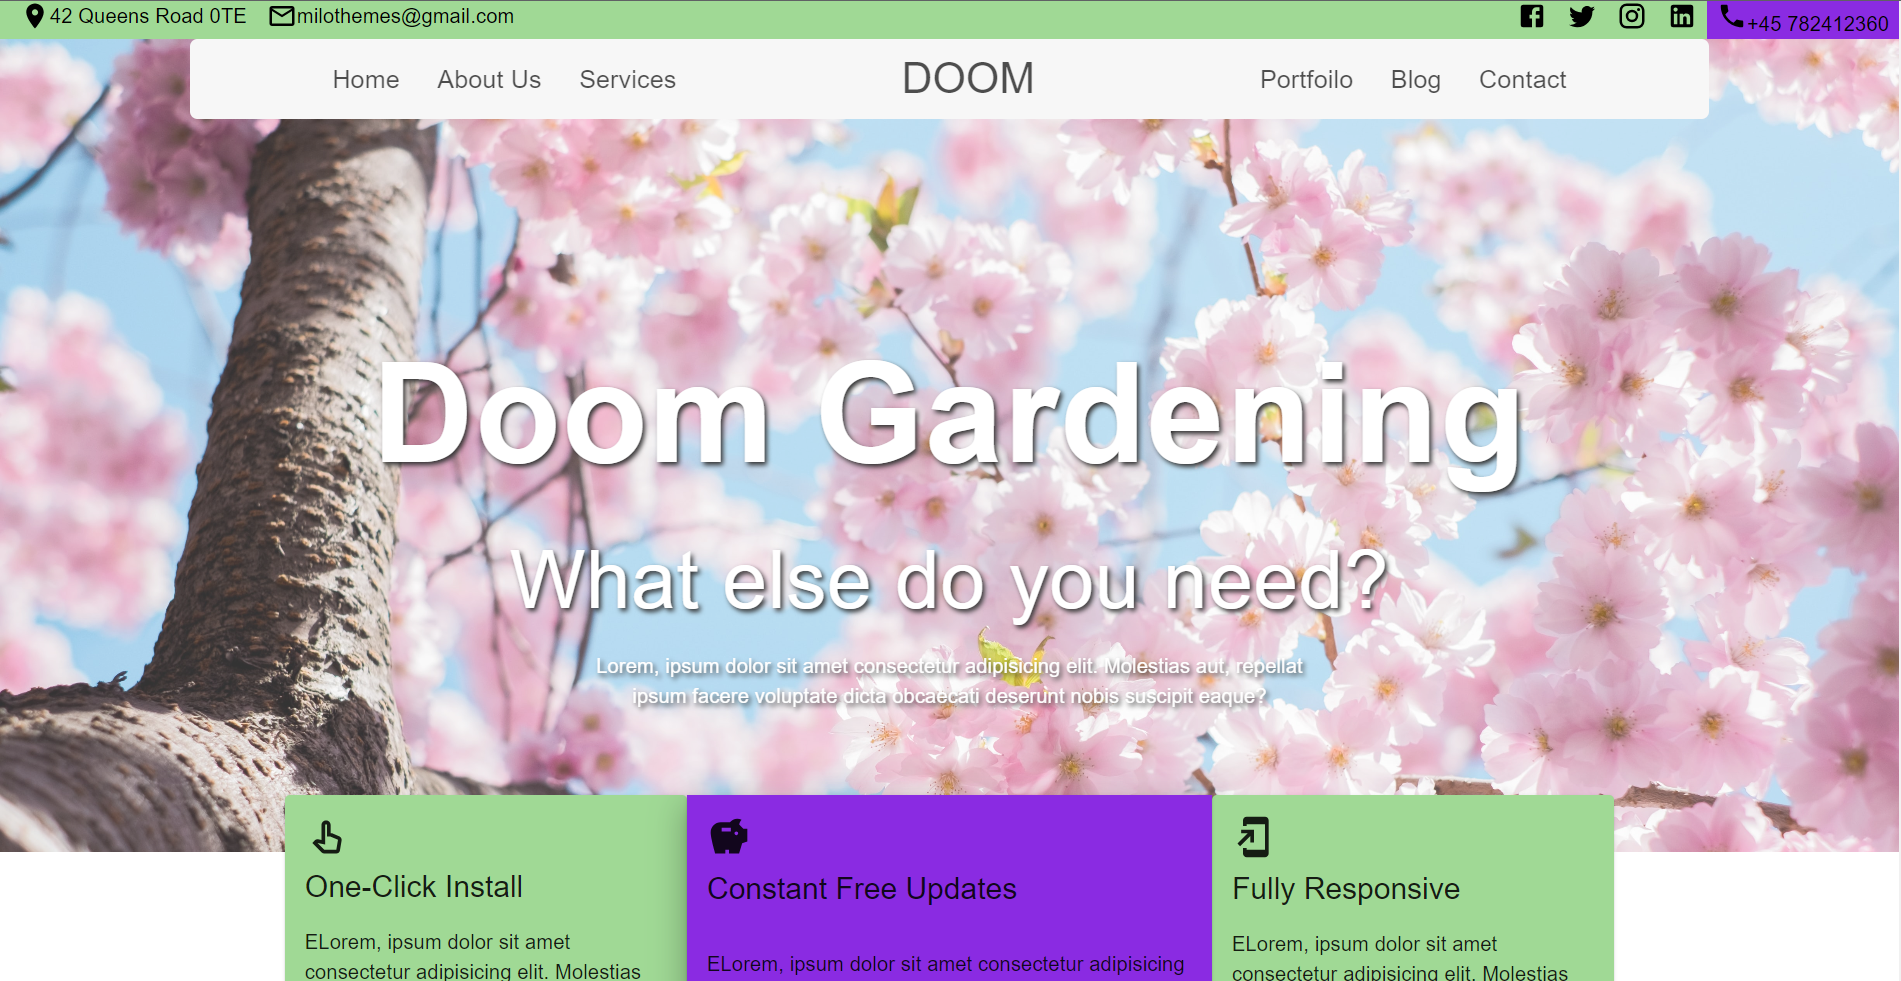 42 Queens Road 0TE
milothemes@gmail.com
+45 782412360
Home
About Us
Services
DOOM
Portfoilo
Blog
Contact
Doom Gardening
What else do you need?
Lorem, ipsum dolor sit amet consectetur adipisicing elit. Molestias aut, repellat
ipsum facere voluptate dicta obcaecati deserunt nobis suscipit eaque?
One-Click Install
ELorem, ipsum dolor sit amet
consectetur adipisicing elit. Molestias
Constant Free Updates
ELorem, ipsum dolor sit amet consectetur adipisicing
Fully Responsive
ELorem, ipsum dolor sit amet
consectetur adipisicing elit. Molestias